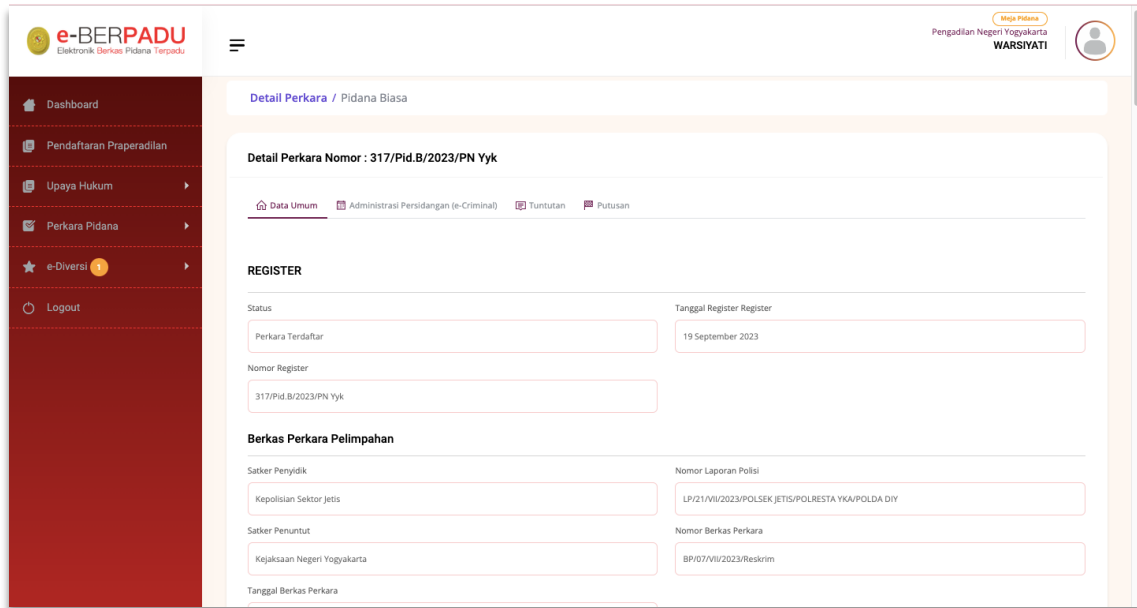 e-BERPADU
Elektronik Berkas Pidana Terpadu
Meja Pidana
Pengadilan Negeri Yogyakarta
WARSIYATI
Dashboard
Pendaftaran Praperadilan
Upaya Hukum
Perkara Pidana
e-Diversi 1
Logout
Detail Perkara / Pidana Biasa
Detail Perkara Nomor : 317/Pid.B/2023/PN Yyk
Data Umum Administrasi Persidangan (e-Criminal) Tuntutan Putusan
REGISTER
Status Tanggal Register Register
Perkara Terdaftar 19 September 2023
Nomor Register
317/Pid.B/2023/PN Yyk
Berkas Perkara Pelimpahan
Satker Penyidik Nomor Laporan Polisi
Kepolisian Sektor Jetis LP/21/VII/2023/POLSEK JETIS/POLRESTA YKA/POLDA DIY
Satker Penuntut Nomor Berkas Perkara
Kejaksaan Negeri Yogyakarta BP/07/VII/2023/Reskrim
Tanggal Berkas Perkara